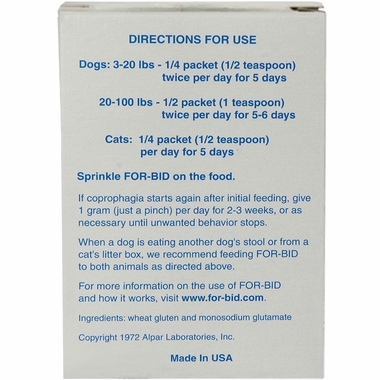 DIRECTIONS FOR USE
Dogs: 3-20 lbs - 1/4 packet (1/2 teaspoon)
twice per day for 5 days
20-100 lbs - 1/2 packet (1 teaspoon)
twice per day for 5-6 days
Cats: 1/4 packet (1/2 teaspoon)
per day for 5 days
Sprinkle FOR-BID on the food.
If coprophagia starts again after initial feeding, give
1 gram (just a pinch) per day for 2-3 weeks, or as
necessary until unwanted behavior stops.
When a dog is eating another dog's stool or from a
cat's litter box, we recommend feeding FOR-BID
to both animals as directed above.
For more information on the use of FOR-BID
and how it works, visit www.for-bid.com.
Ingredients: wheat gluten and monosodium glutamate
Copyright 1972 Alpar Laboratories, Inc.
Made In USA